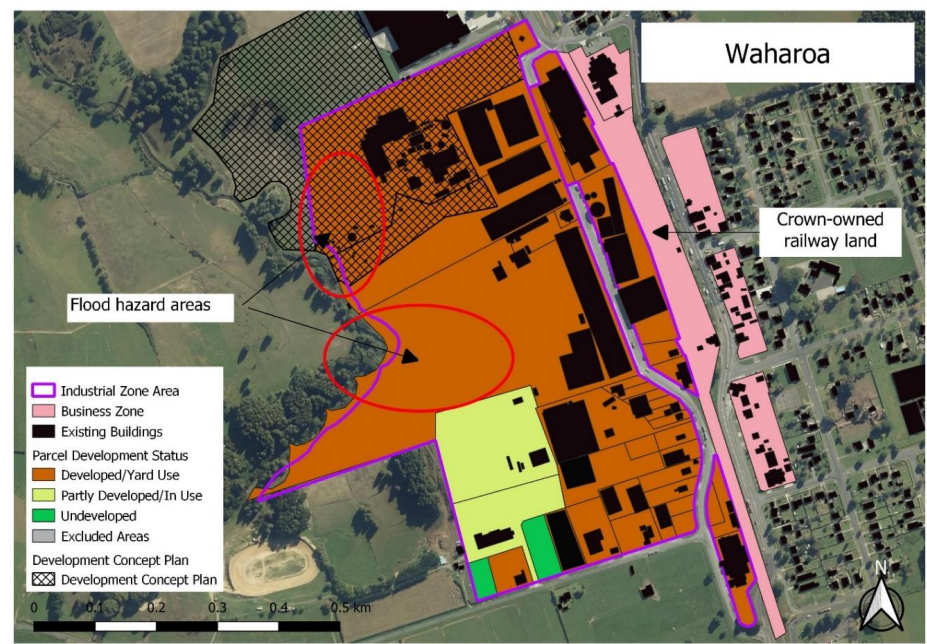 Waharoa
Crown-owned
railway land
Flood hazard areas
Industrial Zone Area
Business Zone
Existing Buildings
Parcel Development Status
Developed/Yard Use
Partly Developed/In Use
Undeveloped
Excluded Areas
Development Concept Plan
Development Concept Plan
0 0.1 0.2 0.3 0.4 0.5 km
N